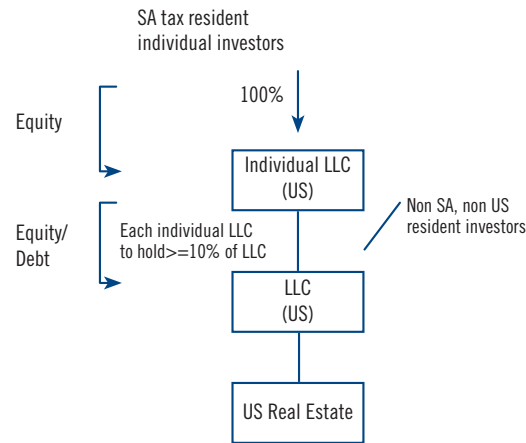 SA tax resident
individual investors
100%
Equity
Individual LLC
(US)
Equity/
Debt
Each individual LLC
to hold>=10% of LLC
Non SA, non US
resident investors
LLC
(US)
US Real Estate